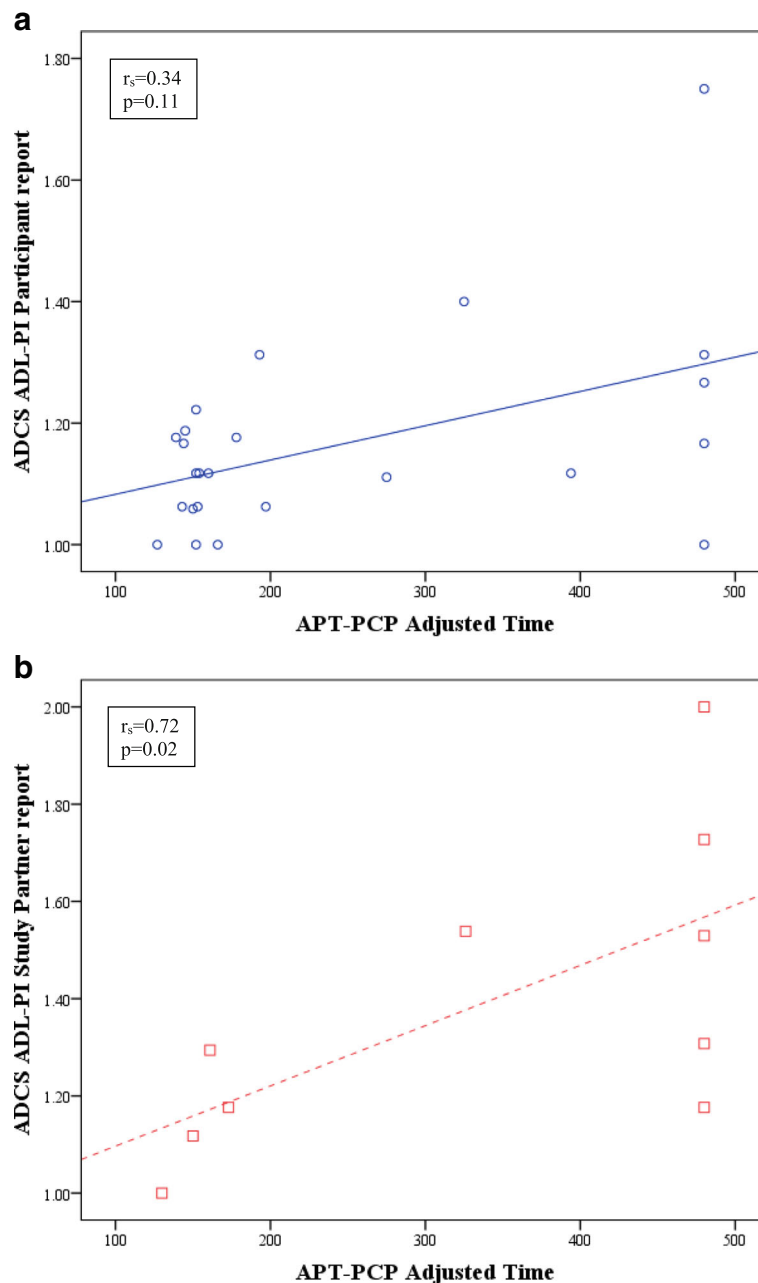 a
rₛ=0.34
p=0.11
ADCS ADL-PI Participant report
1.80
1.60
1.40
1.20
1.00
100 200 300 400 500
APT-PCP Adjusted Time
b
rₛ=0.72
p=0.02
ADCS ADL-PI Study Partner report
2.00
1.80
1.60
1.40
1.20
1.00
100 200 300 400 500
APT-PCP Adjusted Time